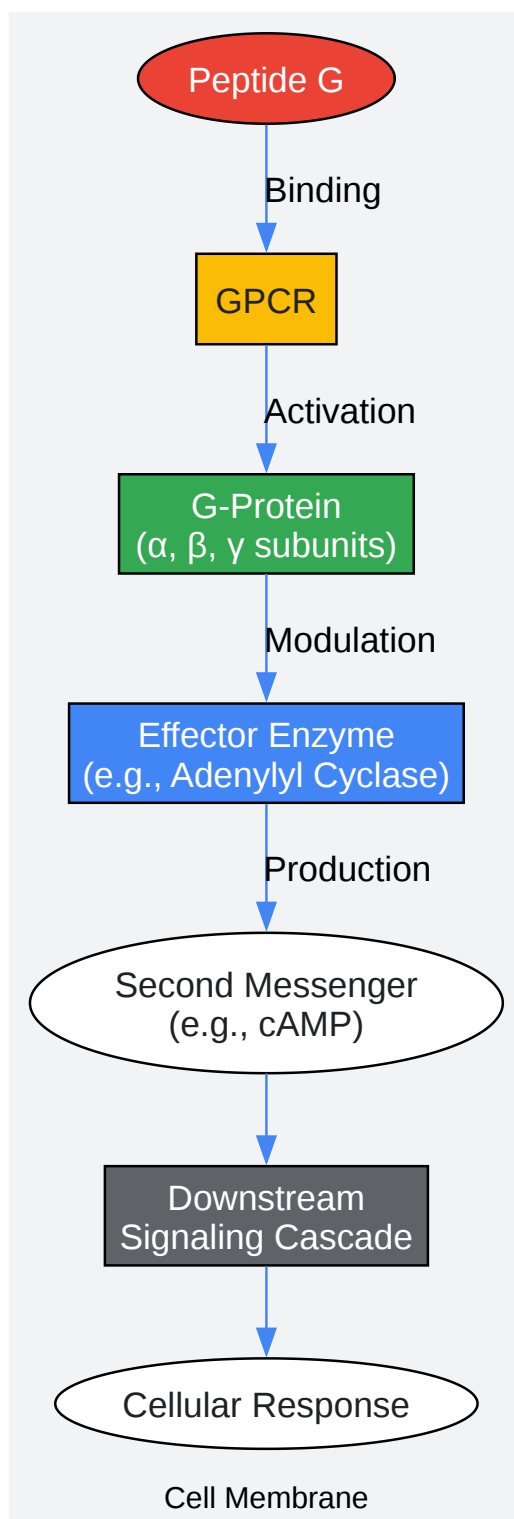 Peptide G
Binding
GPCR
Activation
G-Protein
(α, β, γ subunits)
Modulation
Effector Enzyme
(e.g., Adenylyl Cyclase)
Production
Second Messenger
(e.g., cAMP)
Downstream
Signaling Cascade
Cellular Response
Cell Membrane